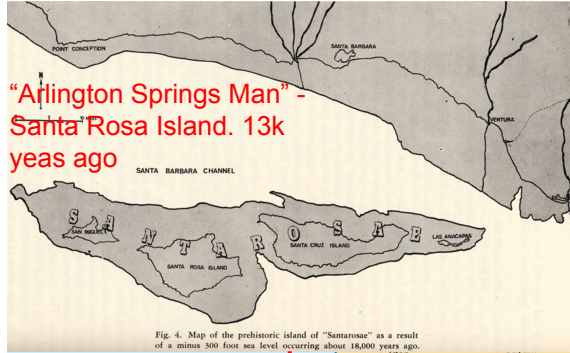 POINT CONCEPTION
SANTA BARBARA
N
“Arlington Springs Man” -
Santa Rosa Island. 13k
yeas ago
VENTURA
SANTA BARBARA CHANNEL
SANTAROSAE
SAN MIGUEL
SANTA ROSA ISLAND
SANTA CRUZ ISLAND
LAS ANACAPAS
Fig. 4. Map of the prehistoric island of "Santarosae" as a result
of a minus 300 foot sea level occurring about 18,000 years ago.